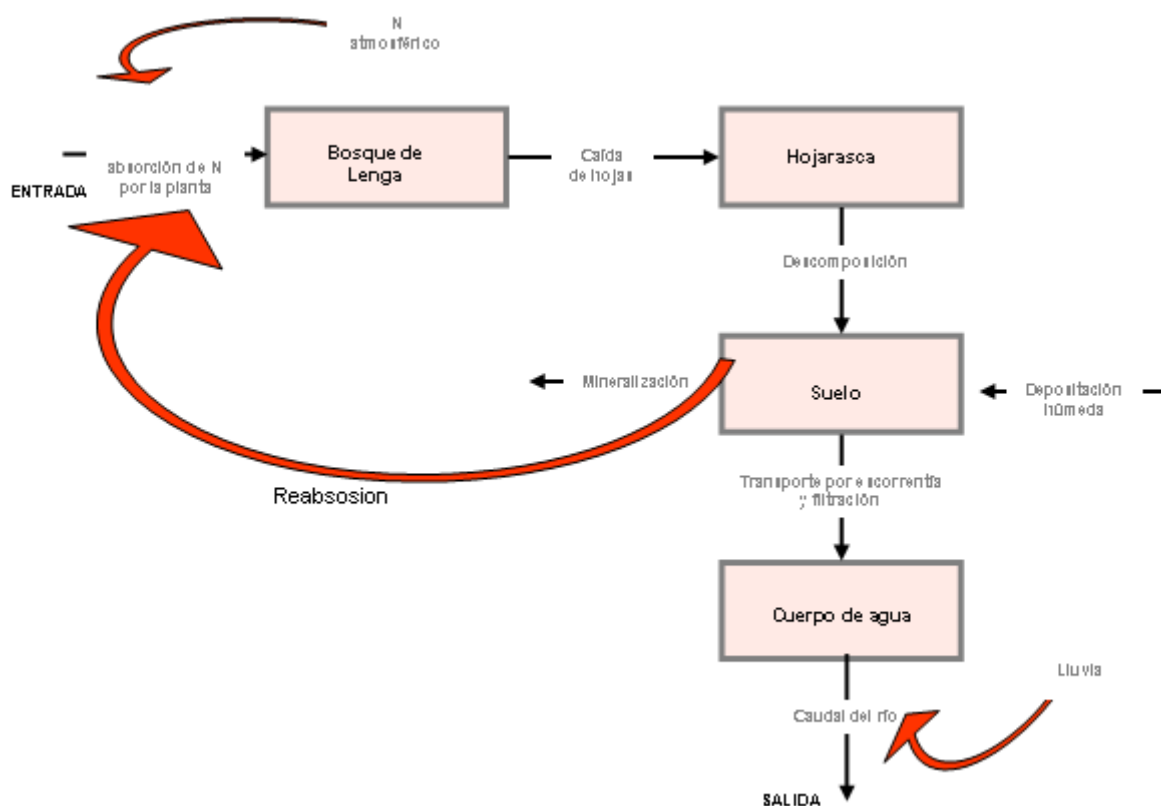 N
atmosférico
Bosque de
Lenga
Caída
de hojas
Hojarasca
absorción de N
por la planta
ENTRADA
Descomposición
Mineralización
Suelo
Depositación
húmeda
Reabsosion
Transporte por escorrentía
y filtración
Cuerpo de agua
Lluvia
Caudal del río
SALIDA